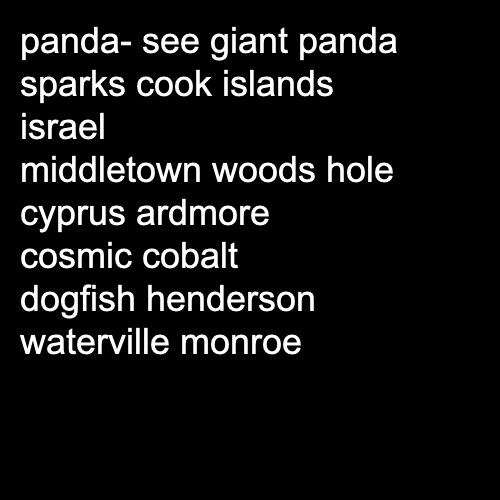 panda- see giant panda
sparks cook islands
israel
middletown woods hole
cyprus ardmore
cosmic cobalt
dogfish henderson
waterville monroe